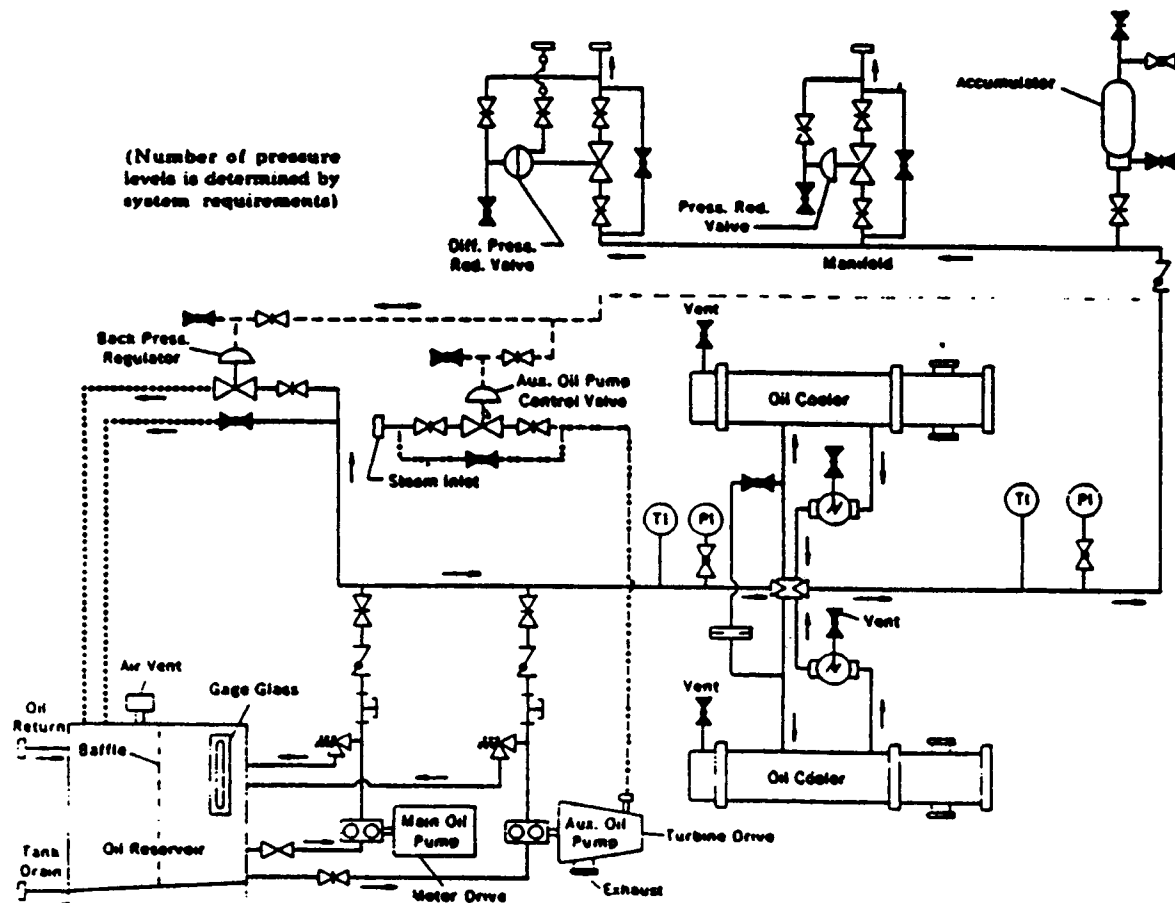 Accumulator
(Number of pressure
levels is determined by
system requirements)
Press. Red.
Valve
Diff. Press.
Red. Valve
Manifold
Back Press.
Regulator
Vent
Aux. Oil Pump
Control Valve
Oil Cooler
Steam Inlet
TI
PI
TI
PI
Vent
Air Vent
Gage Glass
Oil
Return
Baffle
Vent
Oil Cooler
Main Oil
Pump
Aux. Oil
Pump
Turbine Drive
Oil Reservoir
Tank
Drain
Motor Drive
Exhaust